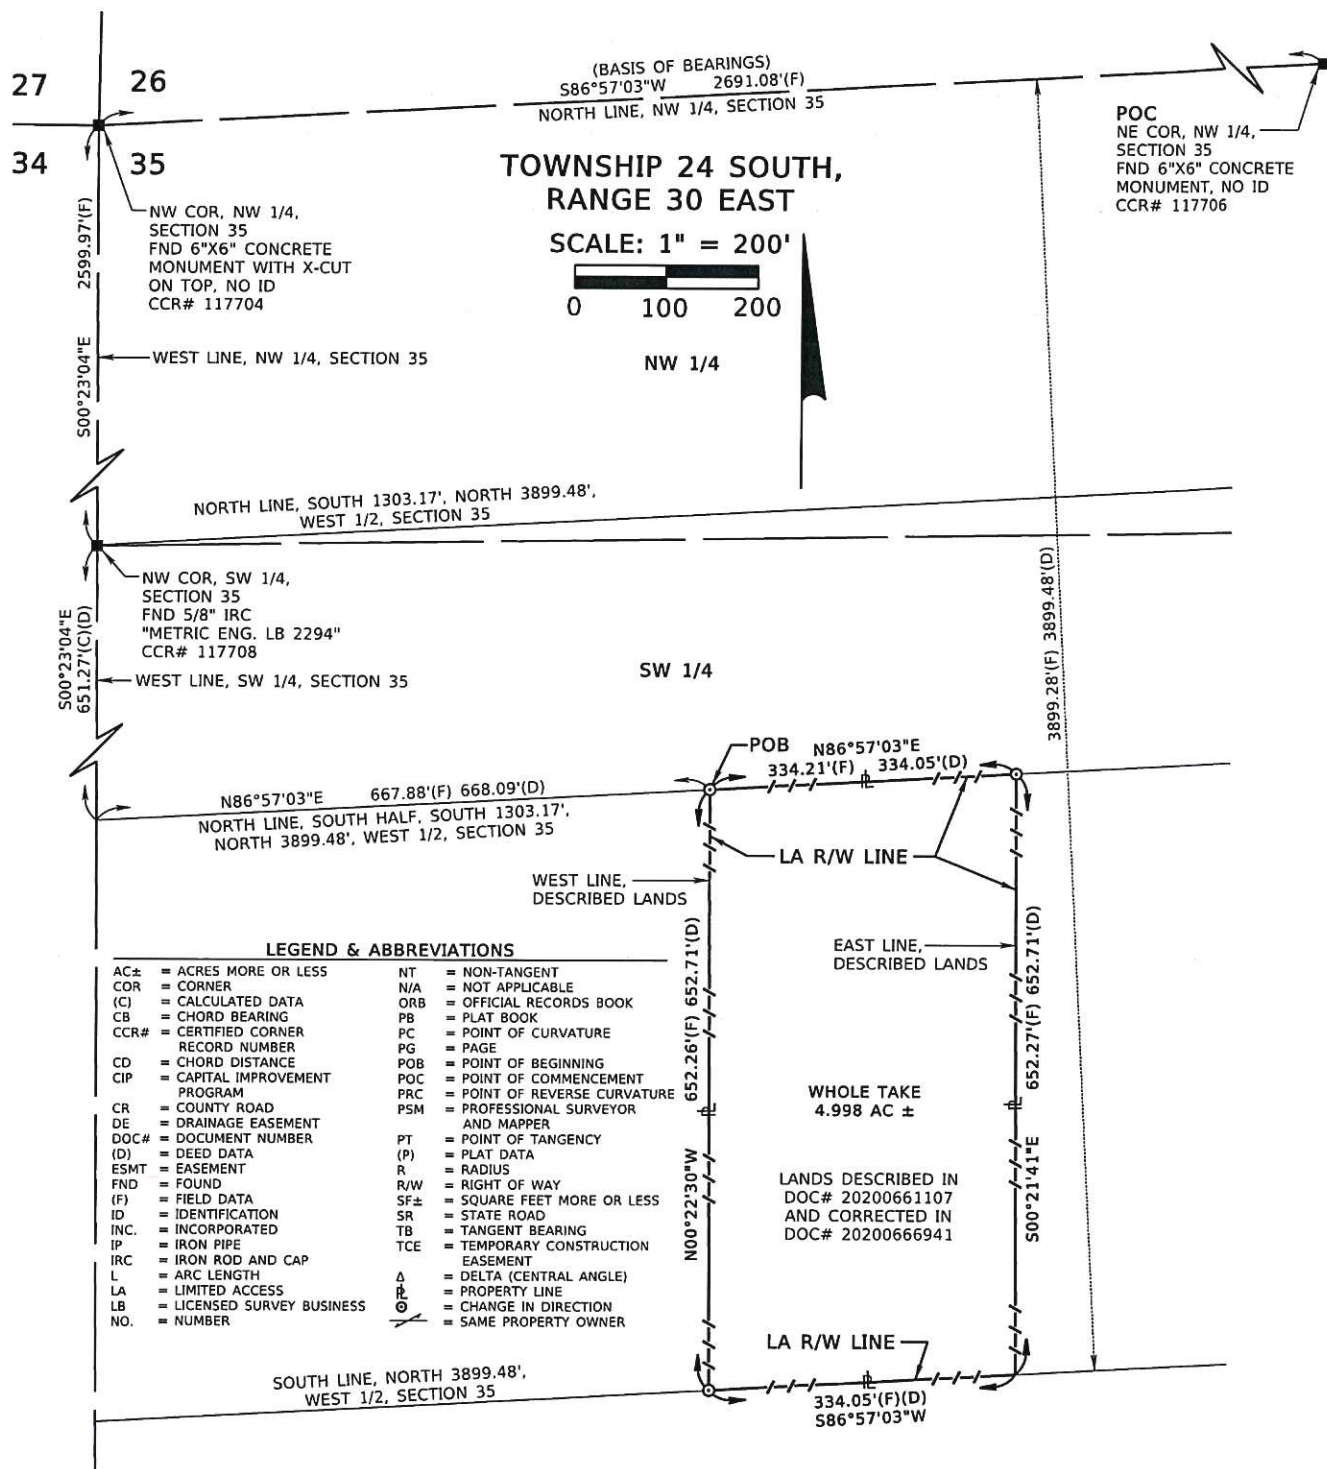 27
26
34
35
(BASIS OF BEARINGS)
S86°57'03"W 2691.08'(F)
NORTH LINE, NW 1/4, SECTION 35
POC
NE COR, NW 1/4,
SECTION 35
FND 6"X6" CONCRETE
MONUMENT, NO ID
CCR# 117706
TOWNSHIP 24 SOUTH,
RANGE 30 EAST
SCALE: 1" = 200'
0 100 200
NW COR, NW 1/4,
SECTION 35
FND 6"X6" CONCRETE
MONUMENT WITH X-CUT
ON TOP, NO ID
CCR# 117704
S00°23'04"E 2599.97'(F)
WEST LINE, NW 1/4, SECTION 35
NW 1/4
NORTH LINE, SOUTH 1303.17', NORTH 3899.48',
WEST 1/2, SECTION 35
NW COR, SW 1/4,
SECTION 35
FND 5/8" IRC
"METRIC ENG. LB 2294"
CCR# 117708
S00°23'04"E
651.27'(C)(D)
WEST LINE, SW 1/4, SECTION 35
SW 1/4
3899.28'(F) 3899.48'(D)
POB
N86°57'03"E
334.21'(F) PL 334.05'(D)
N86°57'03"E 667.88'(F) 668.09'(D)
NORTH LINE, SOUTH HALF, SOUTH 1303.17',
NORTH 3899.48', WEST 1/2, SECTION 35
LA R/W LINE
WEST LINE,
DESCRIBED LANDS
EAST LINE,
DESCRIBED LANDS
N00°22'30"W PL 652.26'(F) 652.71'(D)
S00°21'41"E PL 652.27'(F) 652.71'(D)
WHOLE TAKE
4.998 AC ±
LANDS DESCRIBED IN
DOC# 20200661107
AND CORRECTED IN
DOC# 20200666941
LEGEND & ABBREVIATIONS
AC± = ACRES MORE OR LESS
COR = CORNER
(C) = CALCULATED DATA
CB = CHORD BEARING
CCR# = CERTIFIED CORNER
RECORD NUMBER
CD = CHORD DISTANCE
CIP = CAPITAL IMPROVEMENT
PROGRAM
CR = COUNTY ROAD
DE = DRAINAGE EASEMENT
DOC# = DOCUMENT NUMBER
(D) = DEED DATA
ESMT = EASEMENT
FND = FOUND
(F) = FIELD DATA
ID = IDENTIFICATION
INC. = INCORPORATED
IP = IRON PIPE
IRC = IRON ROD AND CAP
L = ARC LENGTH
LA = LIMITED ACCESS
LB = LICENSED SURVEY BUSINESS
NO. = NUMBER
NT = NON-TANGENT
N/A = NOT APPLICABLE
ORB = OFFICIAL RECORDS BOOK
PB = PLAT BOOK
PC = POINT OF CURVATURE
PG = PAGE
POB = POINT OF BEGINNING
POC = POINT OF COMMENCEMENT
PRC = POINT OF REVERSE CURVATURE
PSM = PROFESSIONAL SURVEYOR
AND MAPPER
PT = POINT OF TANGENCY
(P) = PLAT DATA
R = RADIUS
R/W = RIGHT OF WAY
SF± = SQUARE FEET MORE OR LESS
SR = STATE ROAD
TB = TANGENT BEARING
TCE = TEMPORARY CONSTRUCTION
EASEMENT
Δ = DELTA (CENTRAL ANGLE)
PL = PROPERTY LINE
= CHANGE IN DIRECTION
= SAME PROPERTY OWNER
LA R/W LINE
PL
334.05'(F)(D)
S86°57'03"W
SOUTH LINE, NORTH 3899.48',
WEST 1/2, SECTION 35